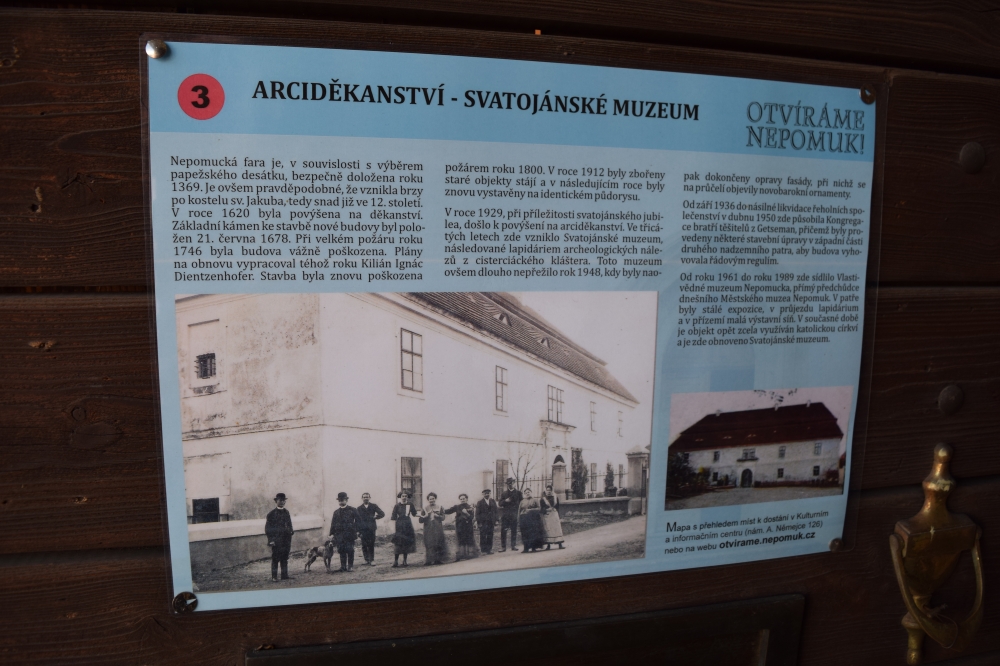 3
ARCIDĚKANSTVÍ - SVATOJÁNSKÉ MUZEUM
OTVÍRÁME
NEPOMUK!
Nepomucká fara je, v souvislosti s výběrem
papežského desátku, bezpečně doložena roku
1369. Je ovšem pravděpodobné, že vznikla brzy
po kostelu sv. Jakuba, tedy snad již ve 12. století.
V roce 1620 byla povýšena na děkanství.
Základní kámen ke stavbě nové budovy byl polo-
žen 21. června 1678. Při velkém požáru roku
1746 byla budova vážně poškozena. Plány
na obnovu vypracoval téhož roku Kilián Ignác
Dientzenhofer. Stavba byla znovu poškozena
požárem roku 1800. V roce 1912 byly zbořeny
staré objekty stájí a v následujícím roce byly
znovu vystavěny na identickém půdorysu.
V roce 1929, při příležitosti svatojánského jubi-
lea, došlo k povýšení na arciděkanství. Ve třicá-
tých letech zde vzniklo Svatojánské muzeum,
následované lapidáriem archeologických nále-
zů z cisterciáckého kláštera. Toto muzeum
ovšem dlouho nepřežilo rok 1948, kdy byly nao-
pak dokončeny opravy fasády, při nichž se
na průčelí objevily novobarokní ornamenty.
Od září 1936 do násilné likvidace řeholních spo-
lečenství v dubnu 1950 zde působila Kongrega-
ce bratří těšitelů z Getseman, přičemž byly pro-
vedeny některé stavební úpravy v západní části
druhého nadzemního patra, aby budova vyho-
vovala řádovým regulím.
Od roku 1961 do roku 1989 zde sídlilo Vlasti-
vědné muzeum Nepomucka, přímý předchůdce
dnešního Městského muzea Nepomuk. V patře
byly stálé expozice, v průjezdu lapidárium
a v přízemí malá výstavní síň. V současné době
je objekt opět zcela využíván katolickou církví
a je zde obnoveno Svatojánské muzeum.
Mapa s přehledem míst k dostání v Kulturním
a informačním centru (nám. A. Němejce 126)
nebo na webu otvirame.nepomuk.cz